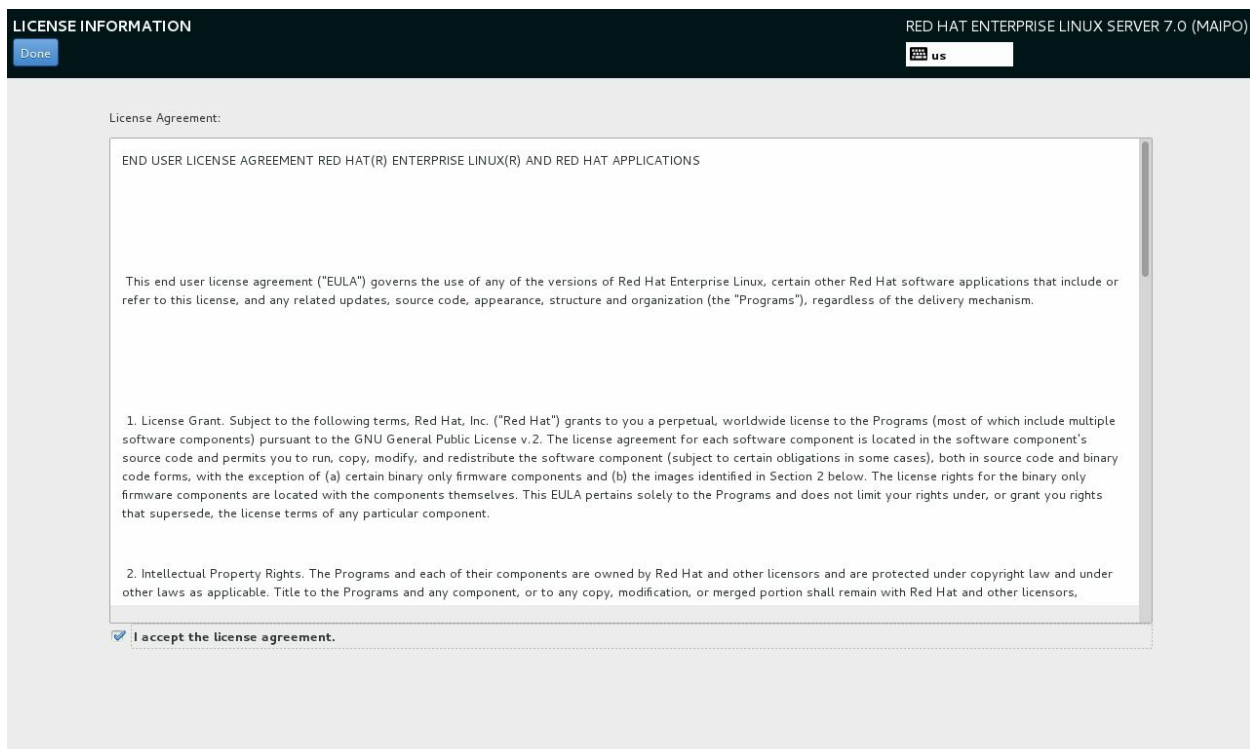 LICENSE INFORMATION
RED HAT ENTERPRISE LINUX SERVER 7.0 (MAIPO)
Done
us
License Agreement:
END USER LICENSE AGREEMENT RED HAT(R) ENTERPRISE LINUX(R) AND RED HAT APPLICATIONS
This end user license agreement ("EULA") governs the use of any of the versions of Red Hat Enterprise Linux, certain other Red Hat software applications that include or
refer to this license, and any related updates, source code, appearance, structure and organization (the "Programs"), regardless of the delivery mechanism.
1. License Grant. Subject to the following terms, Red Hat, Inc. ("Red Hat") grants to you a perpetual, worldwide license to the Programs (most of which include multiple
software components) pursuant to the GNU General Public License v.2. The license agreement for each software component is located in the software component's
source code and permits you to run, copy, modify, and redistribute the software component (subject to certain obligations in some cases), both in source code and binary
code forms, with the exception of (a) certain binary only firmware components and (b) the images identified in Section 2 below. The license rights for the binary only
firmware components are located with the components themselves. This EULA pertains solely to the Programs and does not limit your rights under, or grant you rights
that supersede, the license terms of any particular component.
2. Intellectual Property Rights. The Programs and each of their components are owned by Red Hat and other licensors and are protected under copyright law and under
other laws as applicable. Title to the Programs and any component, or to any copy, modification, or merged portion shall remain with Red Hat and other licensors,
I accept the license agreement.